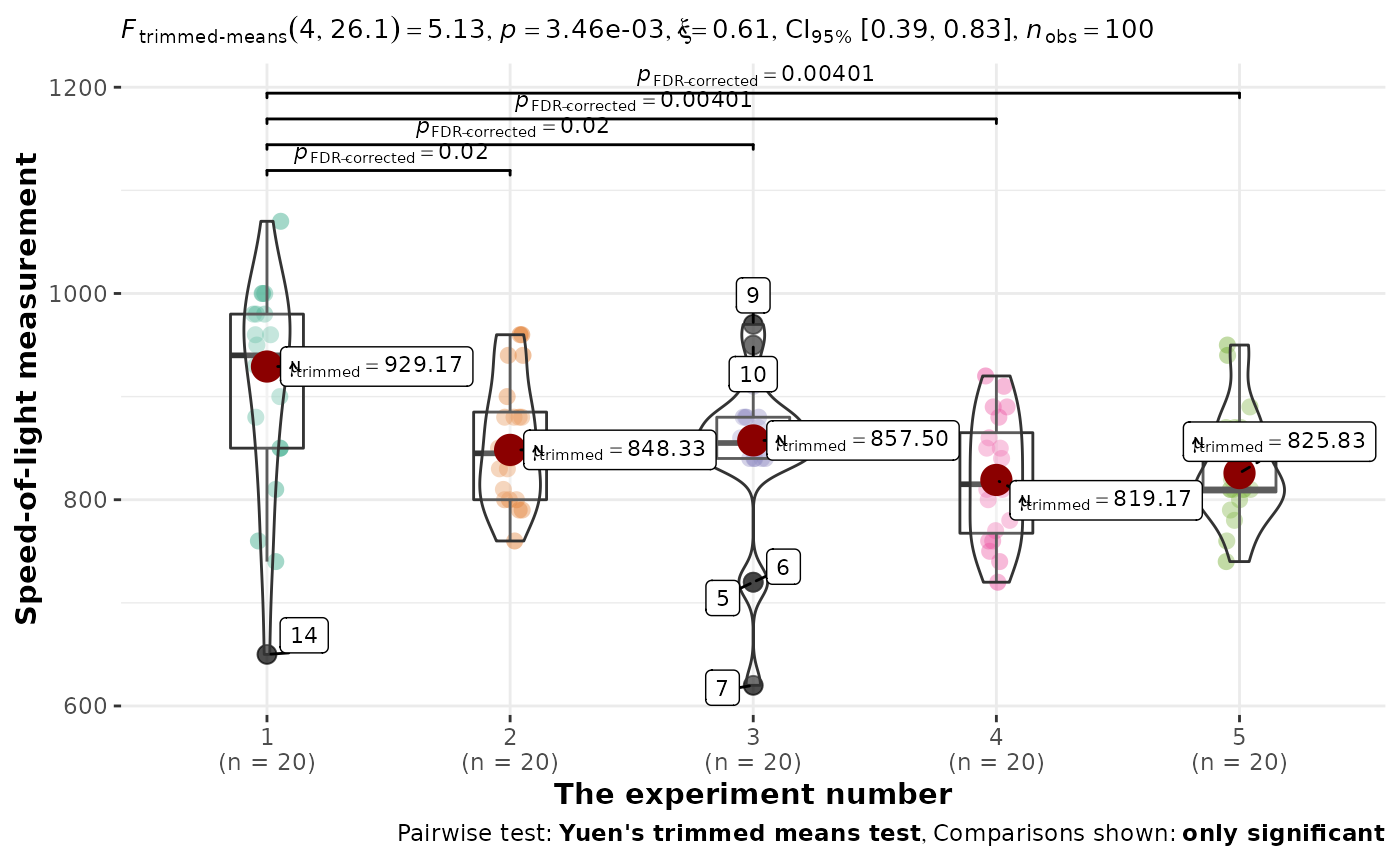 F trimmed-means(4, 26.1) = 5.13, p = 3.46e-03, ξ = 0.61, CI95% [0.39, 0.83], n obs = 100
1200
p FDR-corrected = 0.00401
p FDR-corrected = 0.00401
p FDR-corrected = 0.02
p FDR-corrected = 0.02
1000
800
600
Speed-of-light measurement
9
10
μ trimmed = 929.17
μ trimmed = 848.33
μ trimmed = 857.50
μ trimmed = 819.17
μ trimmed = 825.83
6
5
14
7
1
(n = 20)
2
(n = 20)
3
(n = 20)
4
(n = 20)
5
(n = 20)
The experiment number
Pairwise test: Yuen's trimmed means test, Comparisons shown: only significant